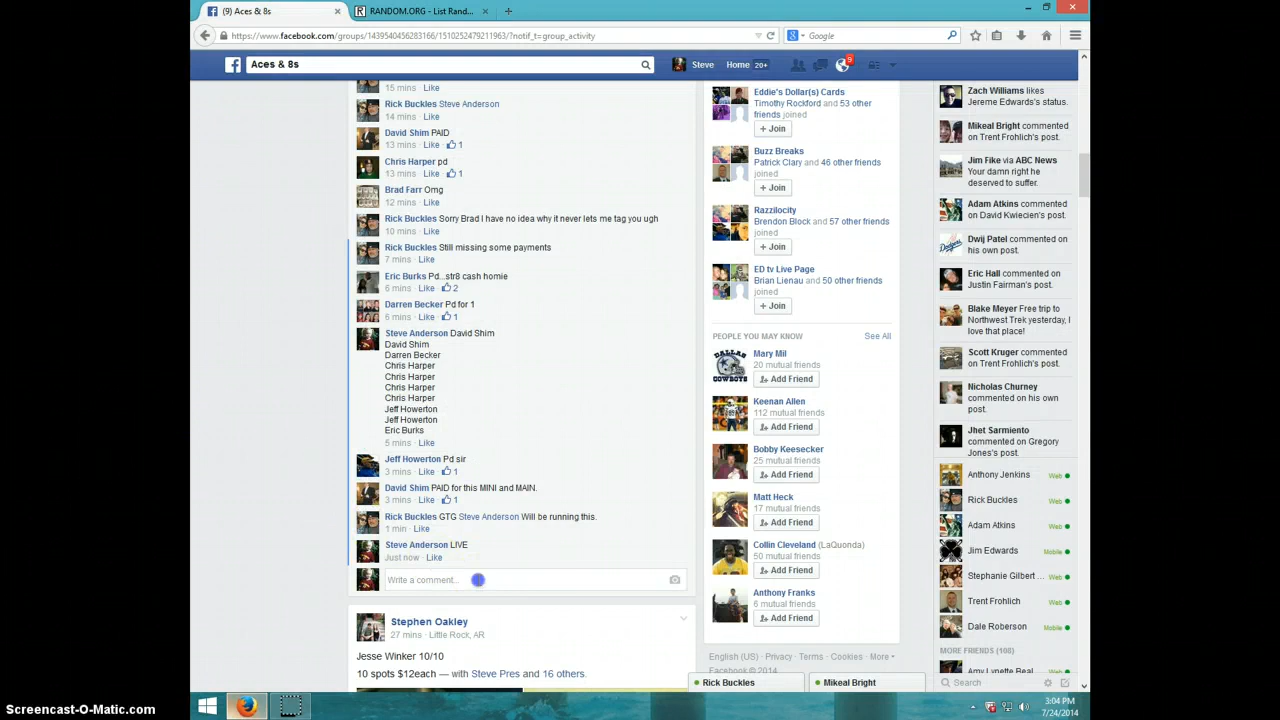 (9) Aces & 8s
RANDOM.ORG - List Rand...
https://www.facebook.com/groups/1439540456283166/1510252479211963/?notif_t=group_activity
Google
Aces & 8s
Steve
Home 20+
9
15 mins · Like
Rick Buckles Steve Anderson
14 mins · Like
David Shim PAID
13 mins · Like · 1
Chris Harper pd
13 mins · Like · 1
Brad Farr Omg
12 mins · Like
Rick Buckles Sorry Brad I have no idea why it never lets me tag you ugh
10 mins · Like
Rick Buckles Still missing some payments
7 mins · Like
Eric Burks Pd...str8 cash homie
6 mins · Like · 2
Darren Becker Pd for 1
6 mins · Like · 1
Steve Anderson David Shim
David Shim
Darren Becker
Chris Harper
Chris Harper
Chris Harper
Chris Harper
Jeff Howerton
Jeff Howerton
Eric Burks
5 mins · Like
Jeff Howerton Pd sir
3 mins · Like · 1
David Shim PAID for this MINI and MAIN.
3 mins · Like · 1
Rick Buckles GTG Steve Anderson Will be running this.
1 min · Like
Steve Anderson LIVE
Just now · Like
Write a comment...
Stephen Oakley
27 mins · Little Rock, AR
Jesse Winker 10/10
10 spots $12each — with Steve Pres and 16 others.
Eddie's Dollar(s) Cards
Timothy Rockford and 53 other
friends joined
+ Join
Buzz Breaks
Patrick Clary and 46 other friends
joined
+ Join
Razzilocity
Brendon Block and 57 other friends
joined
+ Join
ED tv Live Page
Brian Lienau and 50 other friends
joined
+ Join
PEOPLE YOU MAY KNOW
See All
Mary Mil
20 mutual friends
Add Friend
Keenan Allen
112 mutual friends
Add Friend
Bobby Keesecker
25 mutual friends
Add Friend
Matt Heck
17 mutual friends
Add Friend
Collin Cleveland (LaQuonda)
50 mutual friends
Add Friend
Anthony Franks
6 mutual friends
Add Friend
English (US) · Privacy · Terms · Cookies · More
Facebook © 2014
Zach Williams likes
Jereme Edwards's status.
Mikeal Bright commented
on Trent Frohlich's post.
Jim Fike via ABC News
Your damn right he
deserved to suffer.
Adam Atkins commented
on David Kwiecien's post.
Dwij Patel commented on
his own post.
Eric Hall commented on
Justin Fairman's post.
Blake Meyer Free trip to
Northwest Trek yesterday, I
love that place!
Scott Kruger commented
on Trent Frohlich's post.
Nicholas Churney
commented on his own
post.
Jhet Sarmiento
commented on Gregory
Jones's post.
Anthony Jenkins Web
Rick Buckles Web
Adam Atkins Web
Jim Edwards Mobile
Stephanie Gilbert ... Web
Trent Frohlich Web
Dale Roberson Mobile
MORE FRIENDS (108)
Amy Lynette Beal
Search
Rick Buckles
Mikeal Bright
3:04 PM
7/24/2014
Screencast-O-Matic.com